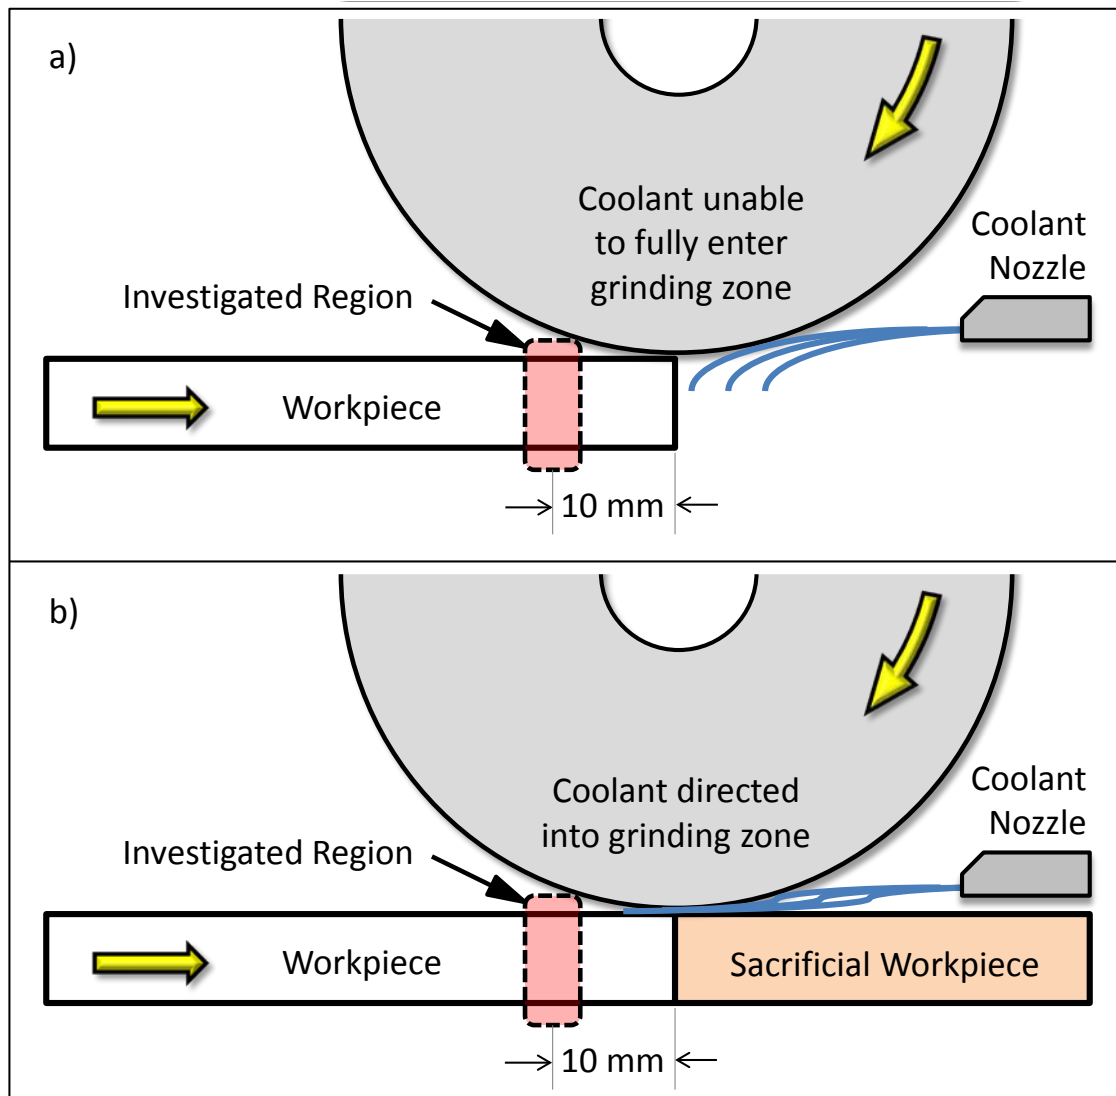 a)
Coolant unable
to fully enter
grinding zone
Coolant
Nozzle
Investigated Region
Workpiece
10 mm
b)
Coolant directed
into grinding zone
Coolant
Nozzle
Investigated Region
Workpiece
Sacrificial Workpiece
10 mm